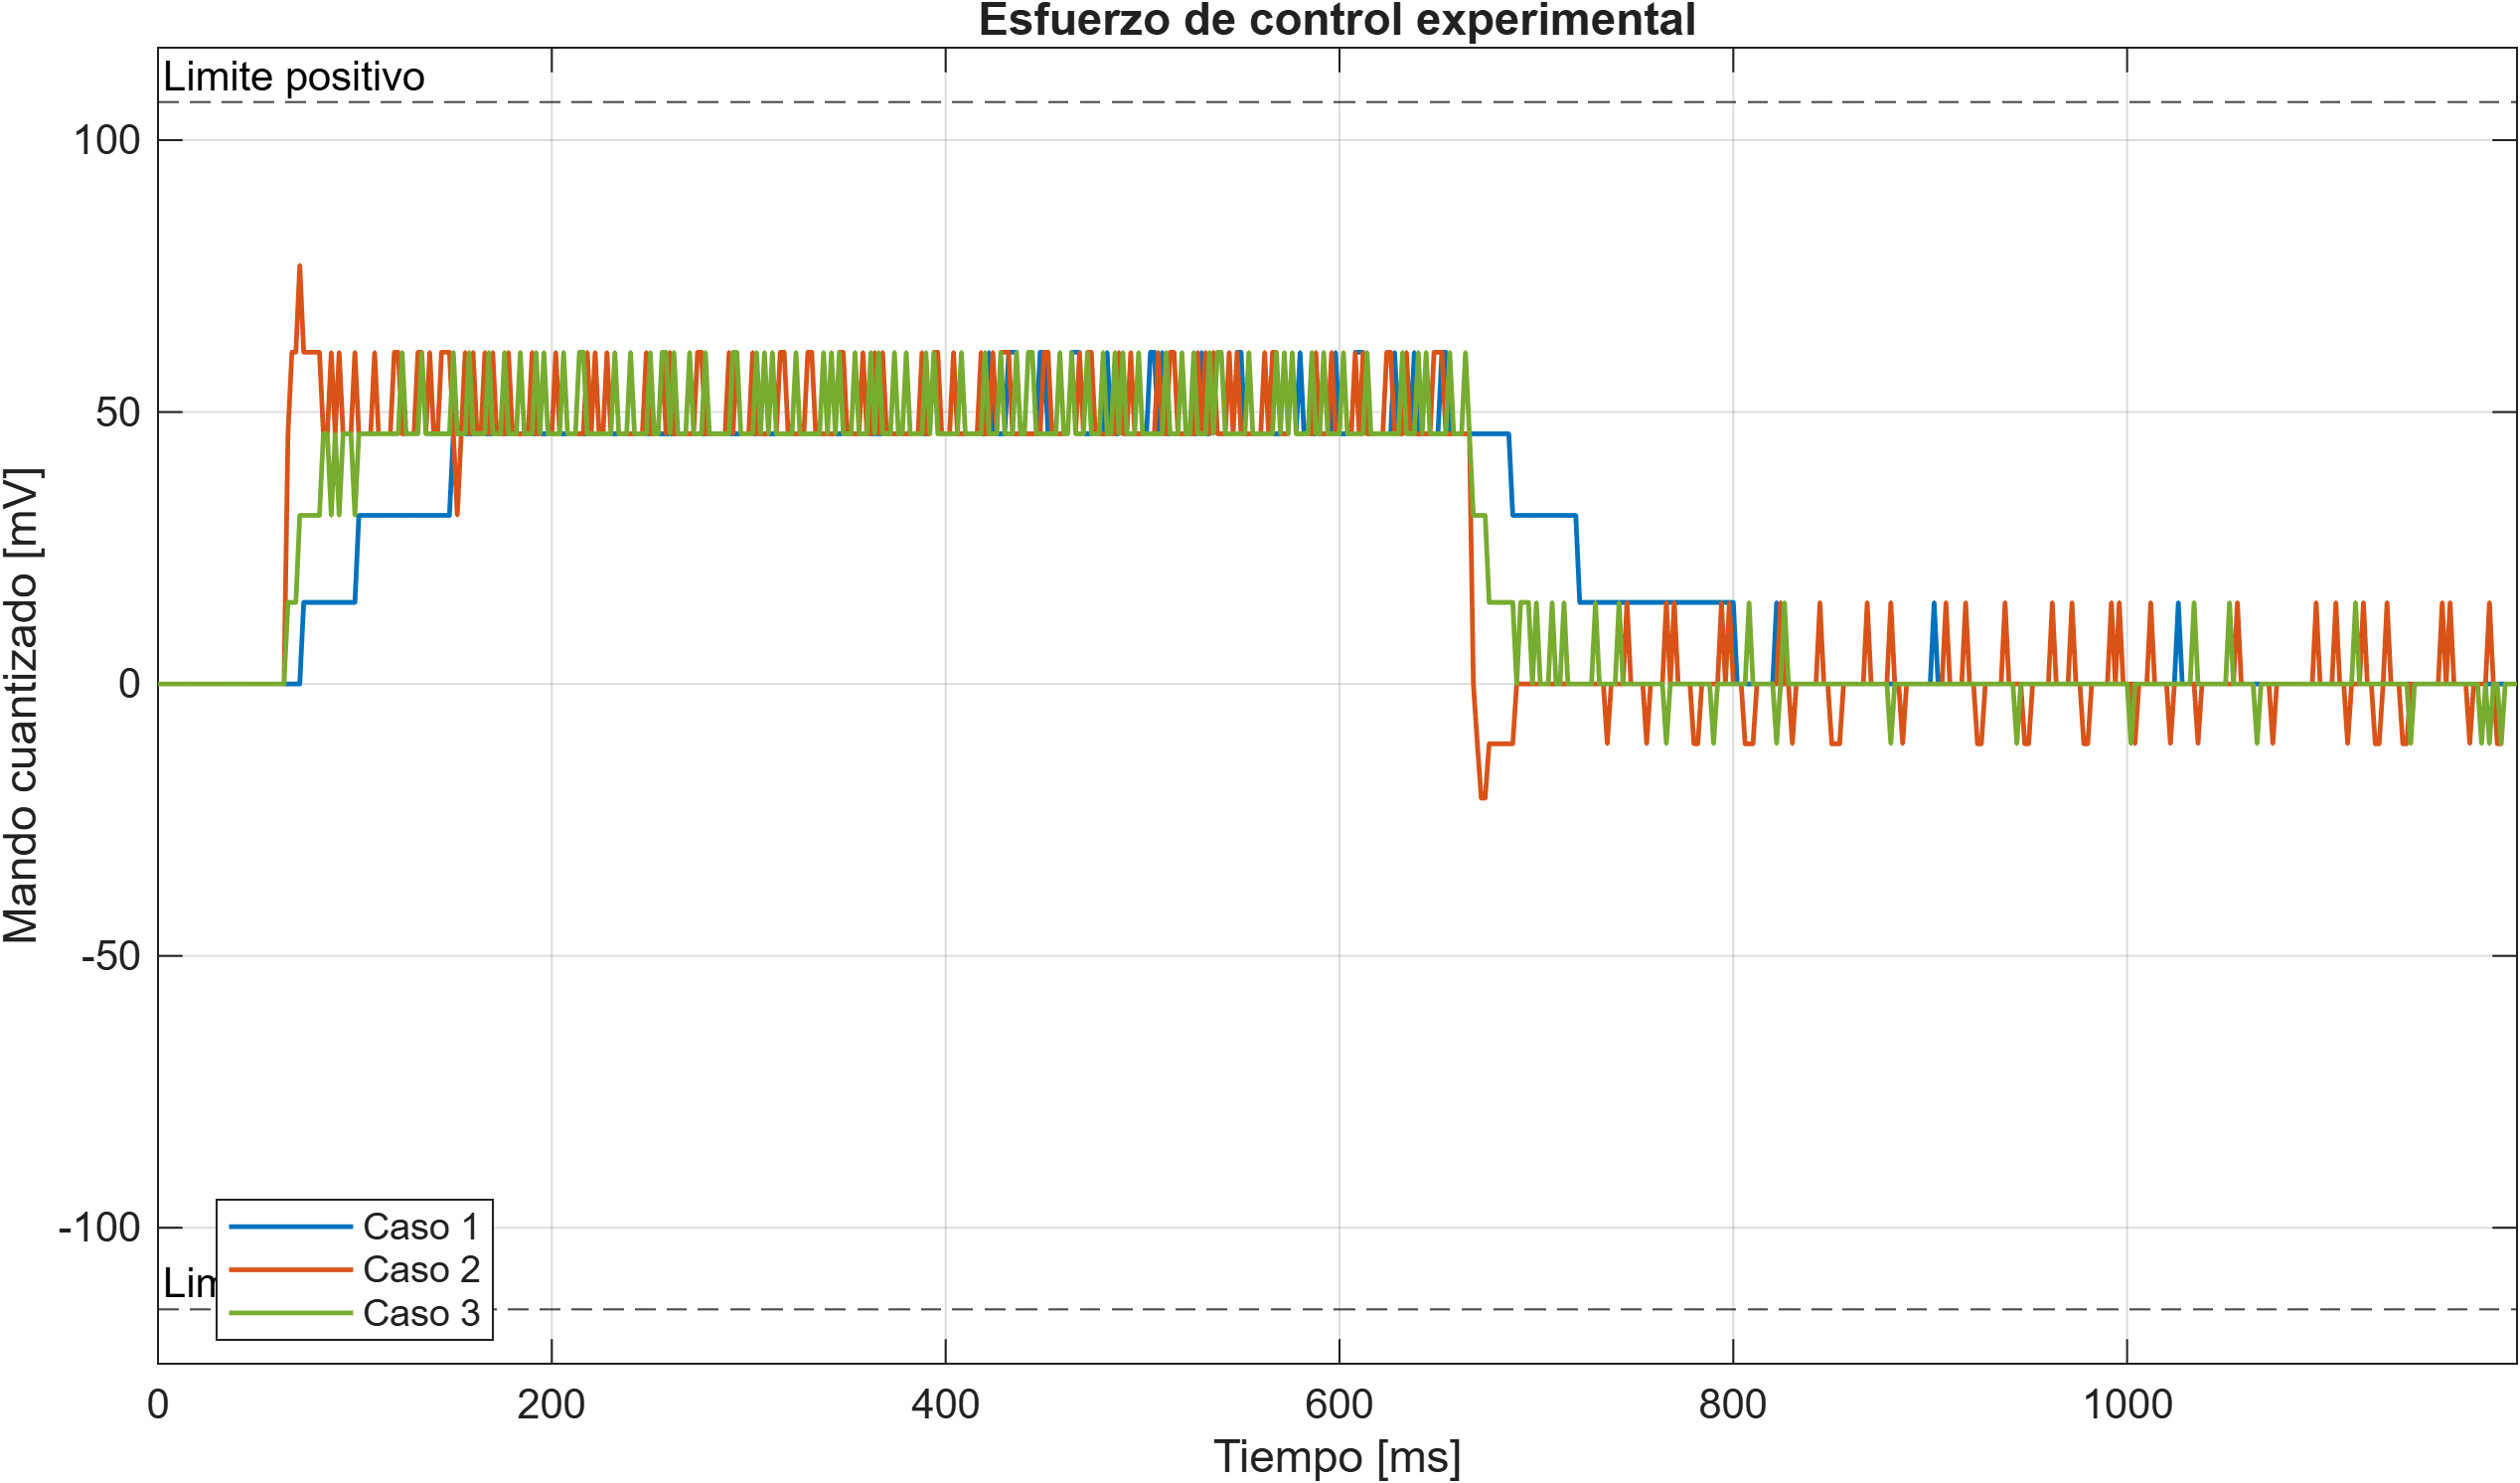 Esfuerzo de control experimental
Limite positivo
100
50
0
-50
-100
Mando cuantizado [mV]
Caso 1
Caso 2
Caso 3
0
200
400
600
800
1000
Tiempo [ms]